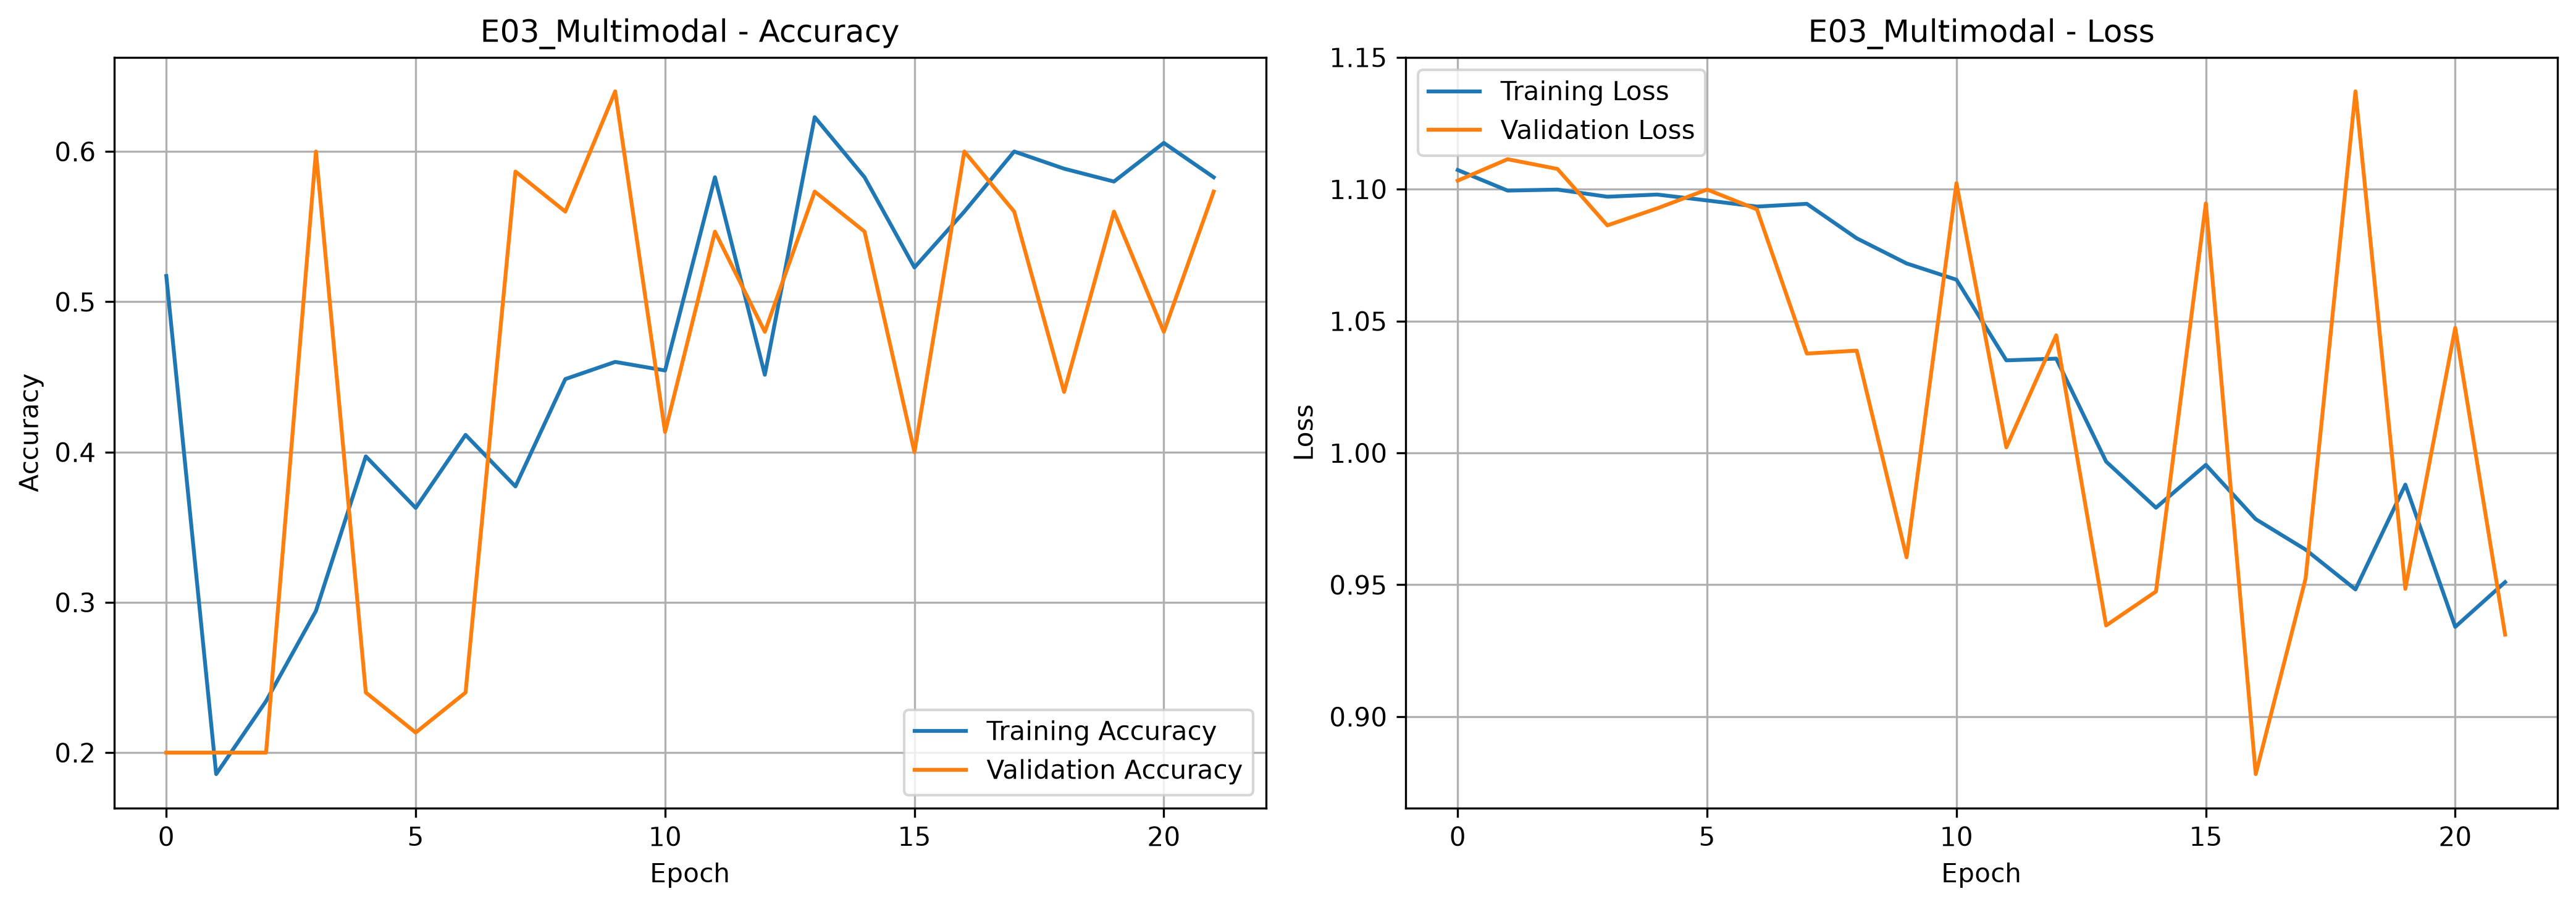 E03_Multimodal - Accuracy
0.6
0.5
0.4
0.3
0.2
Accuracy
Training Accuracy
Validation Accuracy
0 5 10 15 20
Epoch
E03_Multimodal - Loss
1.15
1.10
1.05
1.00
0.95
0.90
Loss
Training Loss
Validation Loss
0 5 10 15 20
Epoch